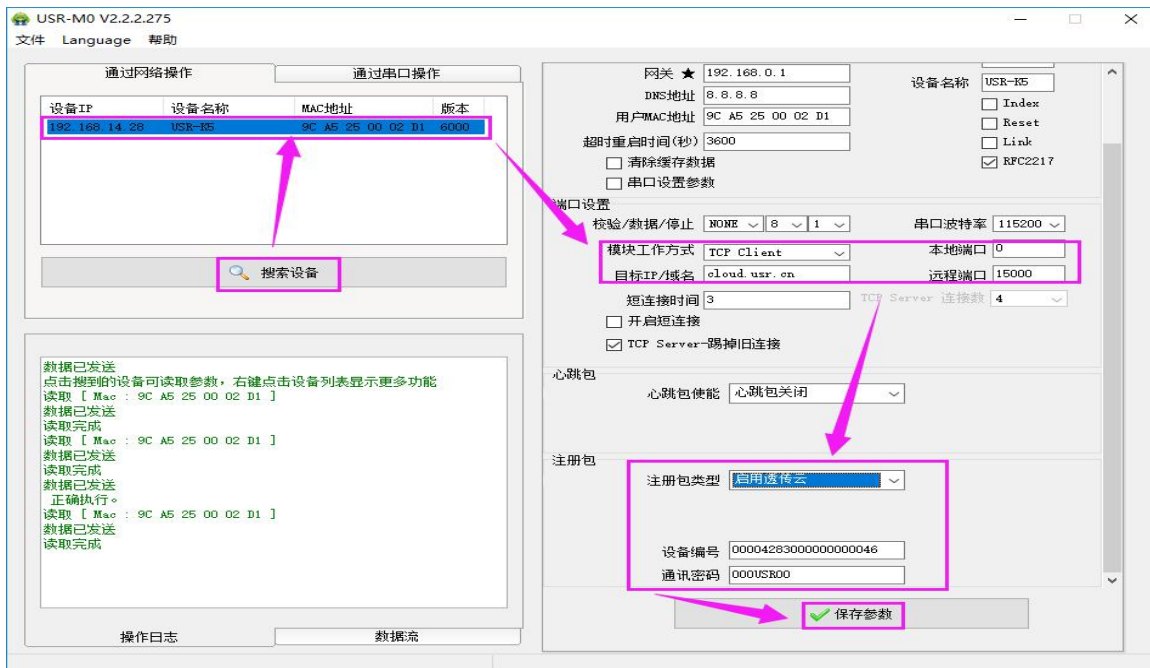 USR-M0 V2.2.2.275
文件 Language 帮助
通过网络操作 通过串口操作
设备IP 设备名称 MAC地址 版本
192.168.14.28 USR-K5 9C A5 25 00 02 D1 6000
搜索设备
数据已发送
点击搜到的设备可读取参数，右键点击设备列表显示更多功能
读取 [ Mac : 9C A5 25 00 02 D1 ]
数据已发送
读取完成
读取 [ Mac : 9C A5 25 00 02 D1 ]
数据已发送
读取完成
数据已发送
正确执行。
读取 [ Mac : 9C A5 25 00 02 D1 ]
数据已发送
读取完成
操作日志 数据流
网关 ★ 192.168.0.1
设备名称 USR-K5
DNS地址 8.8.8.8
Index
用户MAC地址 9C A5 25 00 02 D1
Reset
超时重启时间(秒) 3600
Link
清除缓存数据
RFC2217
串口设置参数
端口设置
校验/数据/停止 NONE 8 1 串口波特率 115200
模块工作方式 TCP Client 本地端口 0
目标IP/域名 cloud.usr.cn 远程端口 15000
短连接时间 3 TCP Server 连接数 4
开启短连接
TCP Server-踢掉旧连接
心跳包
心跳包使能 心跳包关闭
注册包
注册包类型 启用透传云
设备编号 00004283000000000046
通讯密码 000USR00
保存参数